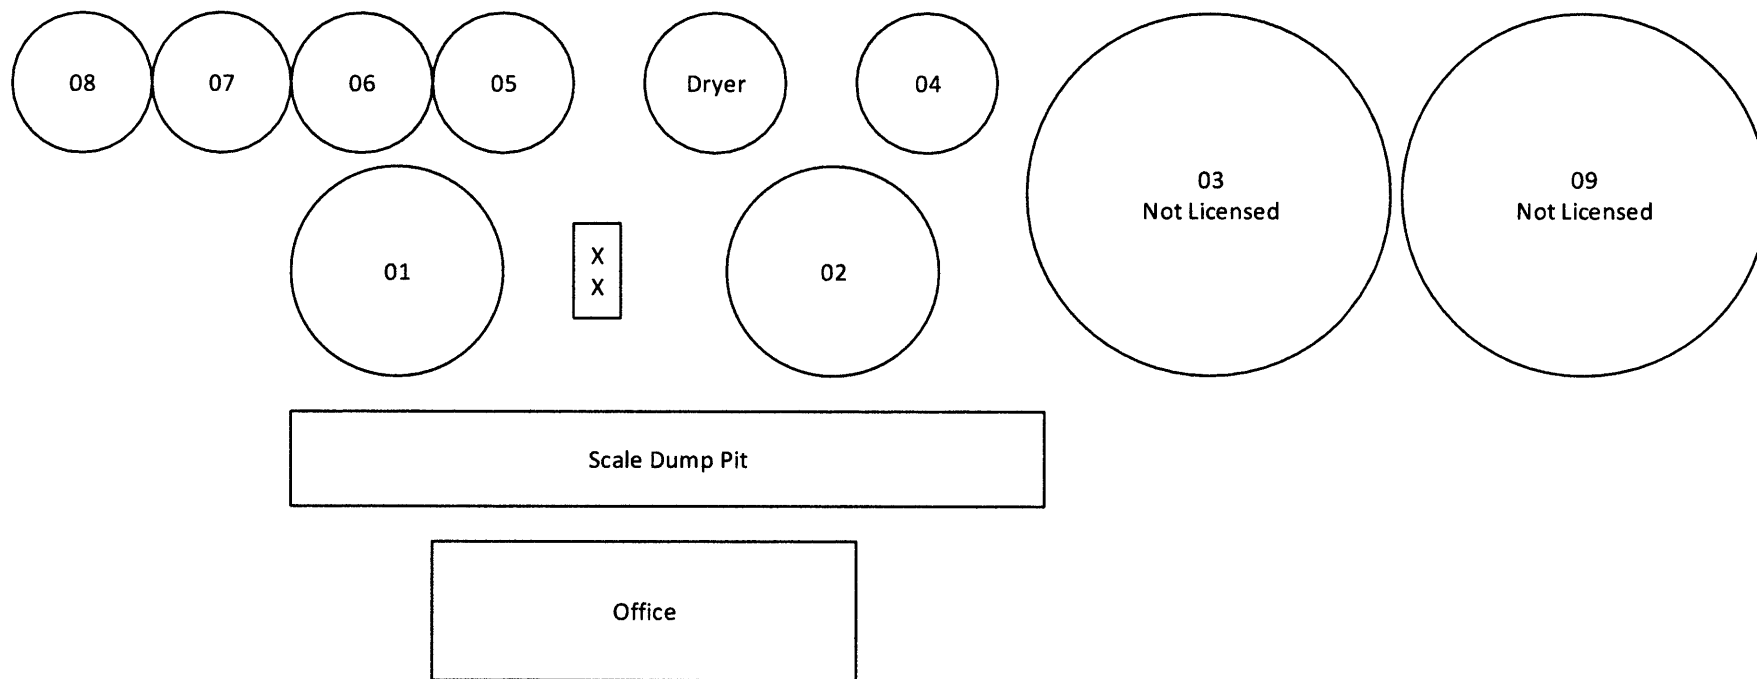 08
07
06
05
Dryer
04
03
Not Licensed
09
Not Licensed
01
X
X
02
Scale Dump Pit
Office